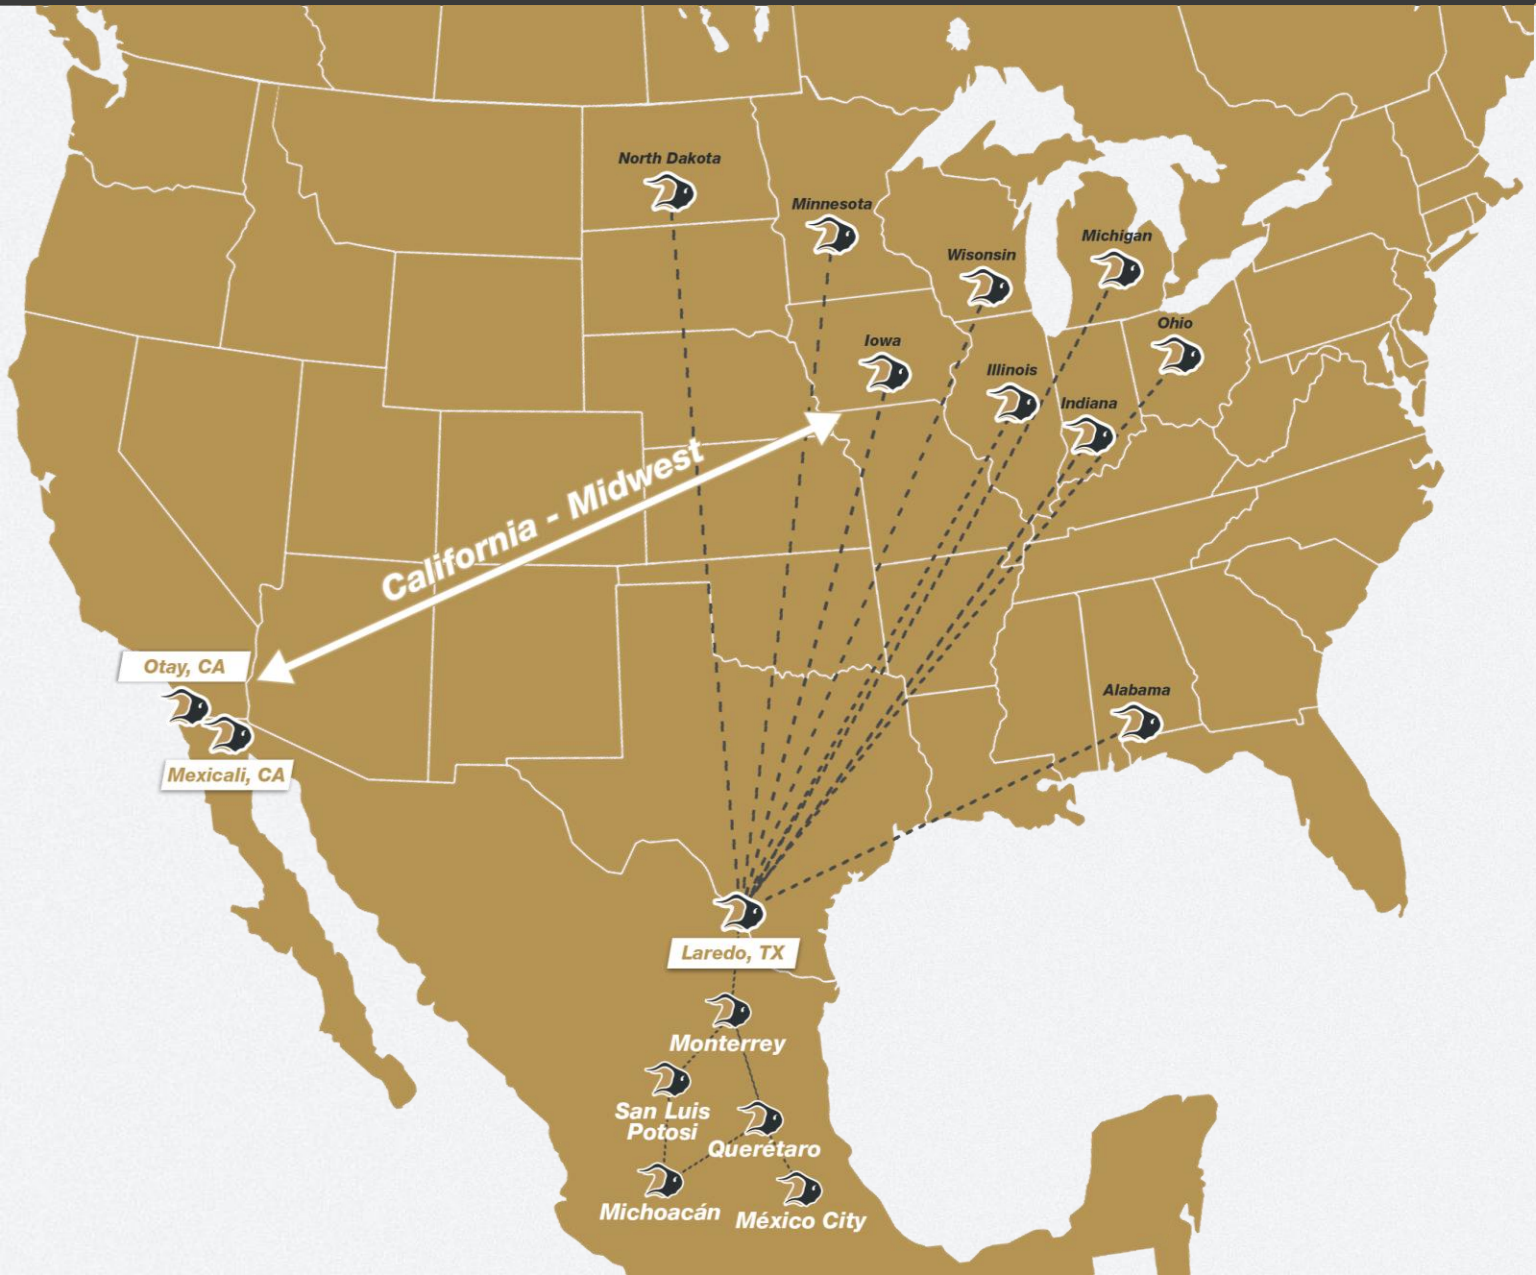 North Dakota
Minnesota
Wisonsin
Michigan
Ohio
Iowa
Illinois
Indiana
California - Midwest
Otay, CA
Mexicali, CA
Alabama
Laredo, TX
Monterrey
San Luis
Potosi
Querétaro
Michoacán
México City